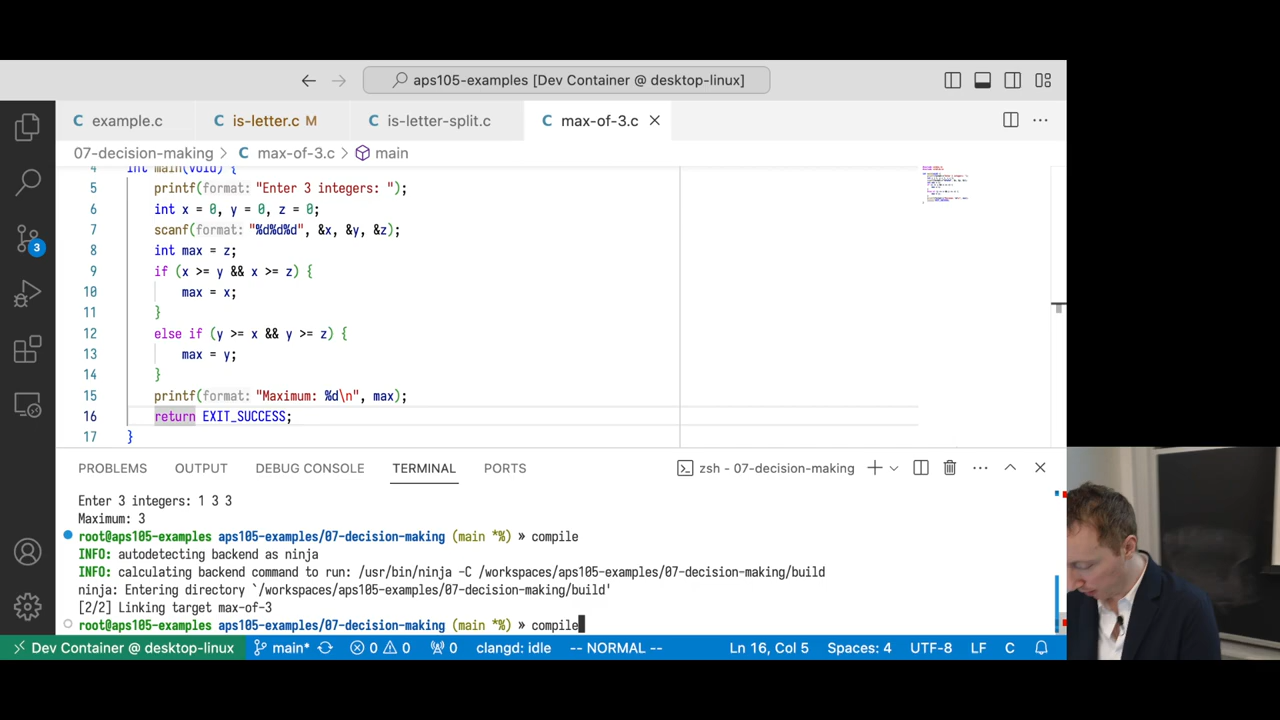 aps105-examples [Dev Container @ desktop-linux]
C example.c C is-letter.c M C is-letter-split.c C max-of-3.c
07-decision-making > C max-of-3.c > main
4 int main(void) {
5 printf(format: "Enter 3 integers: ");
6 int x = 0, y = 0, z = 0;
7 scanf(format: "%d%d%d", &x, &y, &z);
8 int max = z;
9 if (x >= y && x >= z) {
10 max = x;
11 }
12 else if (y >= x && y >= z) {
13 max = y;
14 }
15 printf(format: "Maximum: %d\n", max);
16 return EXIT_SUCCESS;
17 }
3
PROBLEMS OUTPUT DEBUG CONSOLE TERMINAL PORTS zsh - 07-decision-making
Enter 3 integers: 1 3 3
Maximum: 3
root@aps105-examples aps105-examples/07-decision-making (main *%) » compile
INFO: autodetecting backend as ninja
INFO: calculating backend command to run: /usr/bin/ninja -C /workspaces/aps105-examples/07-decision-making/build
ninja: Entering directory `/workspaces/aps105-examples/07-decision-making/build'
[2/2] Linking target max-of-3
root@aps105-examples aps105-examples/07-decision-making (main *%) » compile
Dev Container @ desktop-linux main* 0 0 0 clangd: idle -- NORMAL -- Ln 16, Col 5 Spaces: 4 UTF-8 LF C